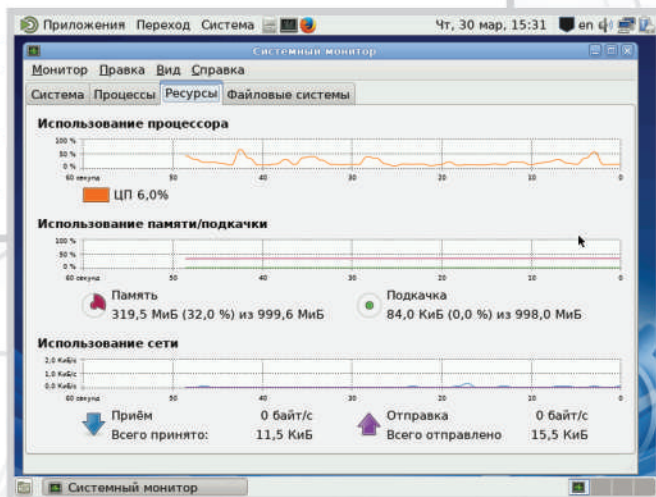 Приложения Переход Система Чт, 30 мар, 15:31 en
Системный монитор
Монитор Правка Вид Справка
Система Процессы Ресурсы Файловые системы
Использование процессора
100 %
50 %
0 %
60 секунд 50 40 30 20 10 0
ЦП 6,0%
Использование памяти/подкачки
100 %
50 %
0 %
60 секунд 50 40 30 20 10 0
Память Подкачка
319,5 МиБ (32,0 %) из 999,6 МиБ 84,0 КиБ (0,0 %) из 998,0 МиБ
Использование сети
2,0 КиБ/с
1,0 КиБ/с
0,0 КиБ/с
60 секунд 50 40 30 20 10 0
Приём 0 байт/с Отправка 0 байт/с
Всего принято: 11,5 КиБ Всего отправлено 15,5 КиБ
Системный монитор